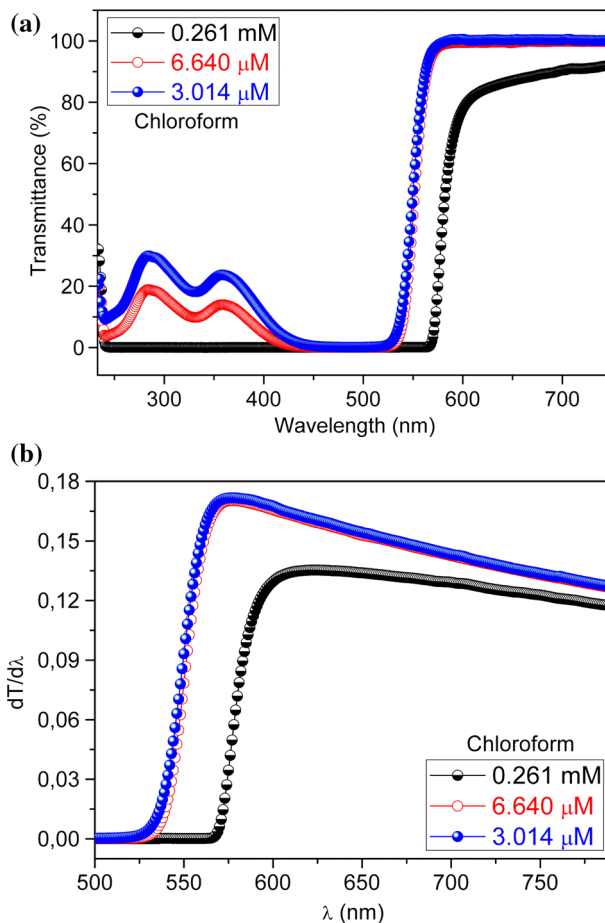 (a)
0.261 mM
6.640 μM
3.014 μM
Chloroform
Transmittance (%)
100
80
60
40
20
0
300 400 500 600 700
Wavelength (nm)
(b)
0,18
0,15
0,12
0,09
0,06
0,03
0,00
dT/dλ
Chloroform
0.261 mM
6.640 μM
3.014 μM
500 550 600 650 700 750
λ (nm)